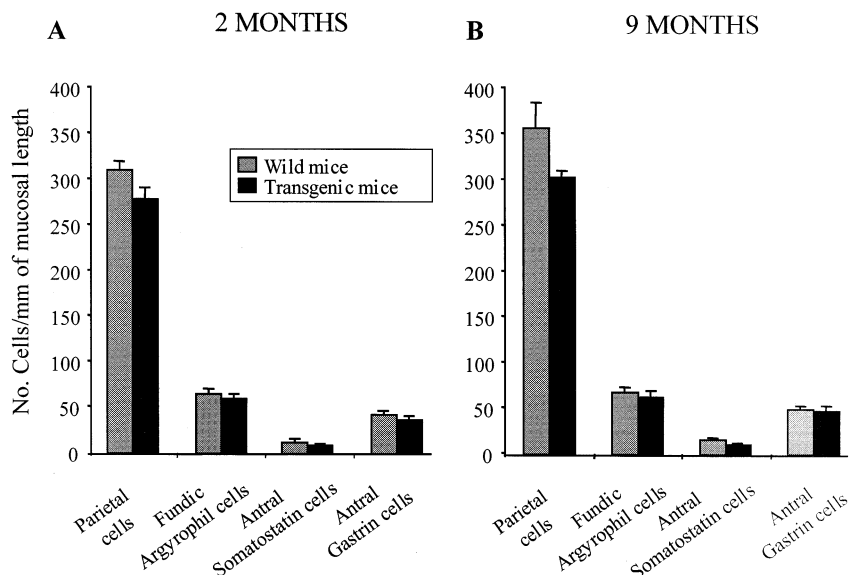 A
2 MONTHS
No. Cells/mm of mucosal length
400
350
300
250
200
150
100
50
0
Wild mice
Transgenic mice
Parietal
cells
Fundic
Argyrophil cells
Antral
Somatostatin cells
Antral
Gastrin cells
B
9 MONTHS
400
350
300
250
200
150
100
50
0
Parietal
cells
Fundic
Argyrophil cells
Antral
Somatostatin cells
Antral
Gastrin cells